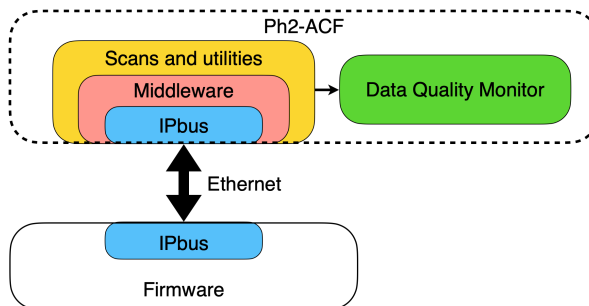 Ph2-ACF
Scans and utilities
Middleware
IPbus
Data Quality Monitor
Ethernet
IPbus
Firmware